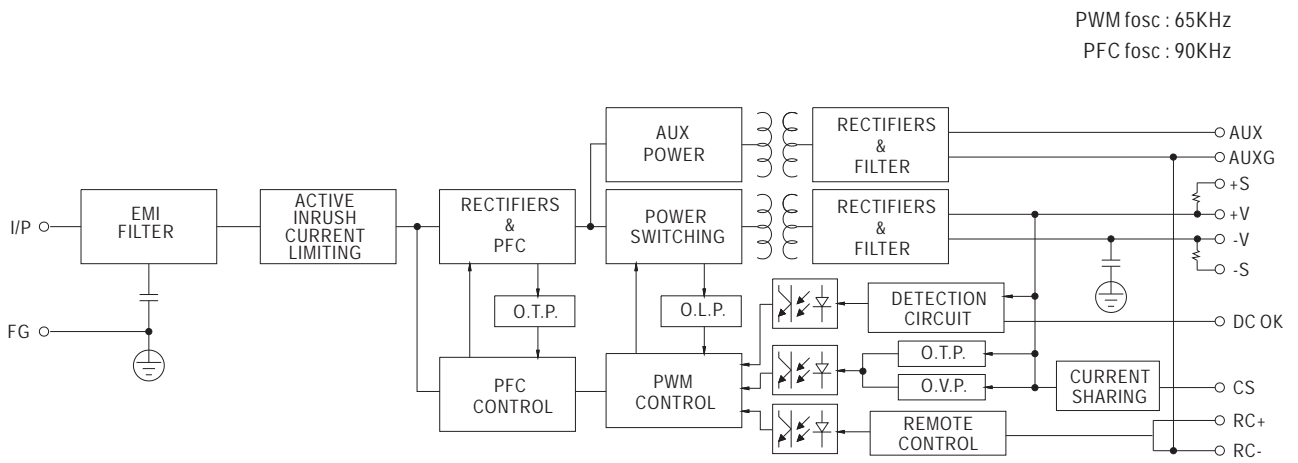 PWM fosc : 65KHz
PFC fosc : 90KHz
AUX
POWER
RECTIFIERS
&
FILTER
AUX
AUXG
I/P
EMI
FILTER
ACTIVE
INRUSH
CURRENT
LIMITING
RECTIFIERS
&
PFC
POWER
SWITCHING
RECTIFIERS
&
FILTER
+S
+V
-V
-S
FG
O.T.P.
O.L.P.
DETECTION
CIRCUIT
DC OK
PFC
CONTROL
PWM
CONTROL
O.T.P.
O.V.P.
CURRENT
SHARING
CS
REMOTE
CONTROL
RC+
RC-